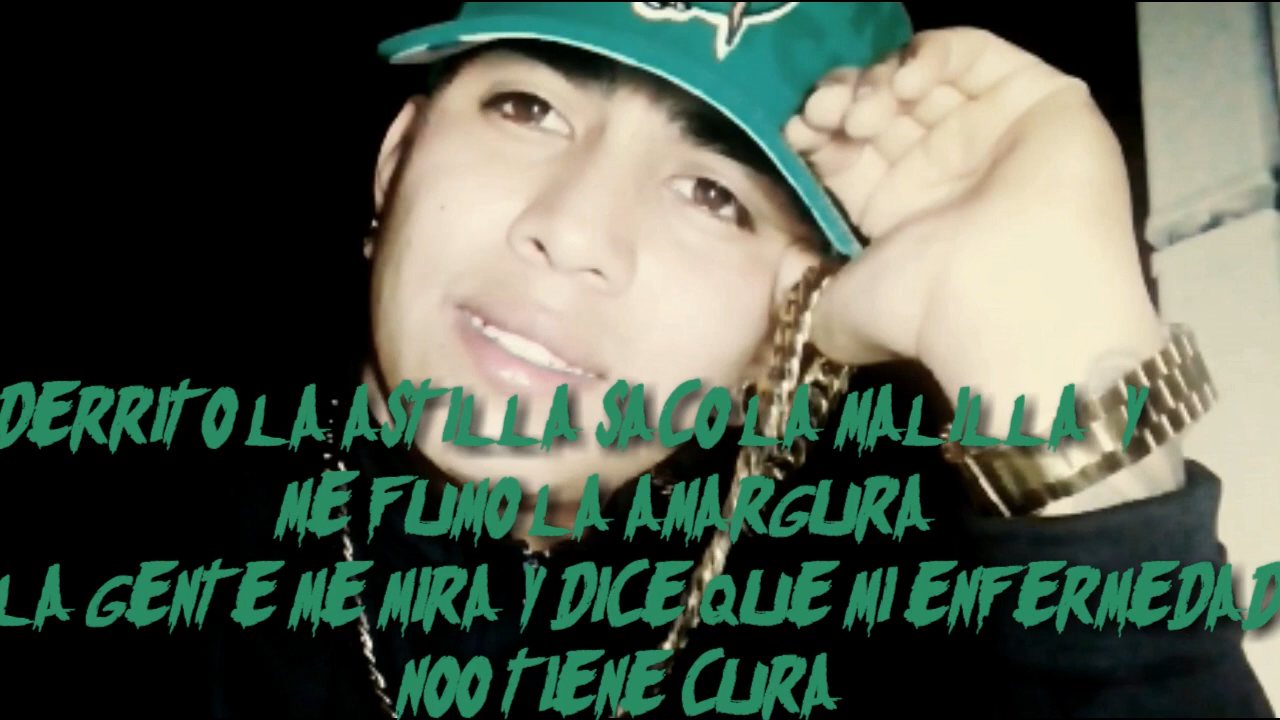 DERRITO LA ASTILLA SACO LA MALILLA Y
ME FUMO LA AMARGURA
LA GENTE ME MIRA Y DICE QUE MI ENFERMEDAD
NOO TIENE CURA